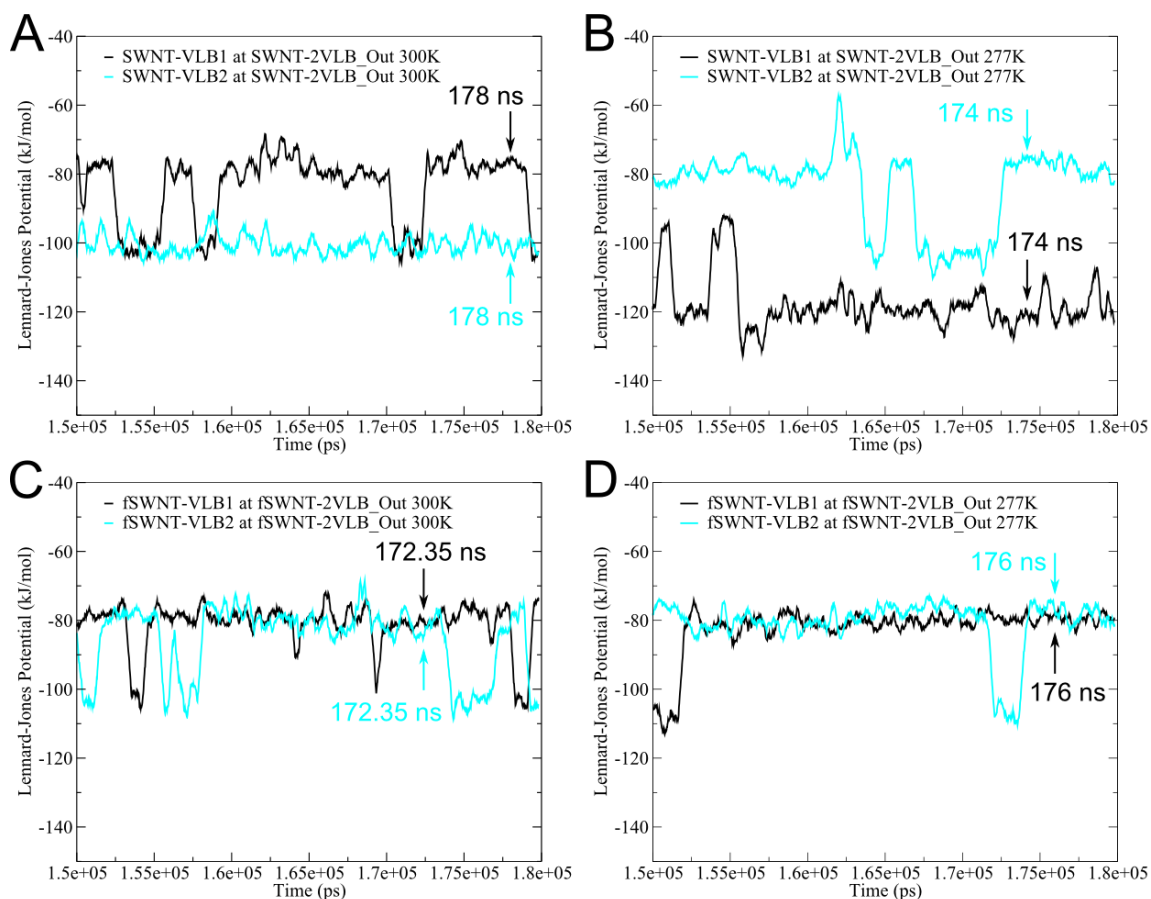 A
SWNT-VLB1 at SWNT-2VLB_Out 300K
SWNT-VLB2 at SWNT-2VLB_Out 300K
178 ns
178 ns
Lennard-Jones Potential (kJ/mol)
-40
-60
-80
-100
-120
-140
1.5e+05 1.55e+05 1.6e+05 1.65e+05 1.7e+05 1.75e+05 1.8e+05
Time (ps)
B
SWNT-VLB1 at SWNT-2VLB_Out 277K
SWNT-VLB2 at SWNT-2VLB_Out 277K
174 ns
174 ns
Lennard-Jones Potential (kJ/mol)
-40
-60
-80
-100
-120
-140
1.5e+05 1.55e+05 1.6e+05 1.65e+05 1.7e+05 1.75e+05 1.8e+05
Time (ps)
C
fSWNT-VLB1 at fSWNT-2VLB_Out 300K
fSWNT-VLB2 at fSWNT-2VLB_Out 300K
172.35 ns
172.35 ns
Lennard-Jones Potential (kJ/mol)
-40
-60
-80
-100
-120
-140
1.5e+05 1.55e+05 1.6e+05 1.65e+05 1.7e+05 1.75e+05 1.8e+05
Time (ps)
D
fSWNT-VLB1 at fSWNT-2VLB_Out 277K
fSWNT-VLB2 at fSWNT-2VLB_Out 277K
176 ns
176 ns
Lennard-Jones Potential (kJ/mol)
-40
-60
-80
-100
-120
-140
1.5e+05 1.55e+05 1.6e+05 1.65e+05 1.7e+05 1.75e+05 1.8e+05
Time (ps)